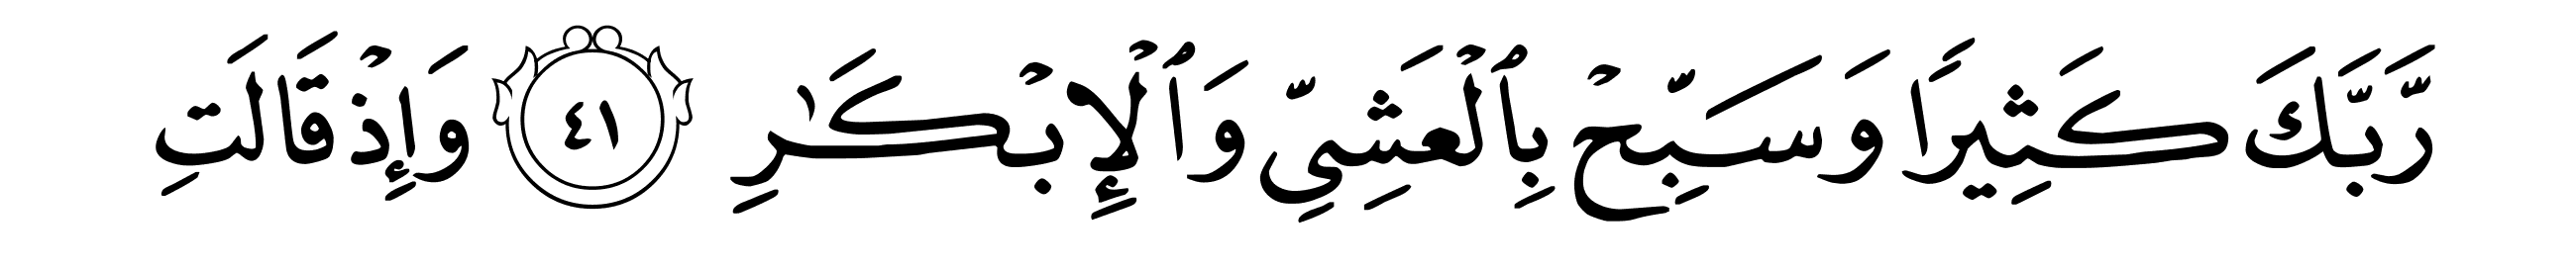 رَّبَّكَ كَثِيرًا وَسَبِّحۡ بِٱلۡعَشِيِّ وَٱلۡإِبۡكَٰرِ ٤١ وَإِذۡ قَالَتِ